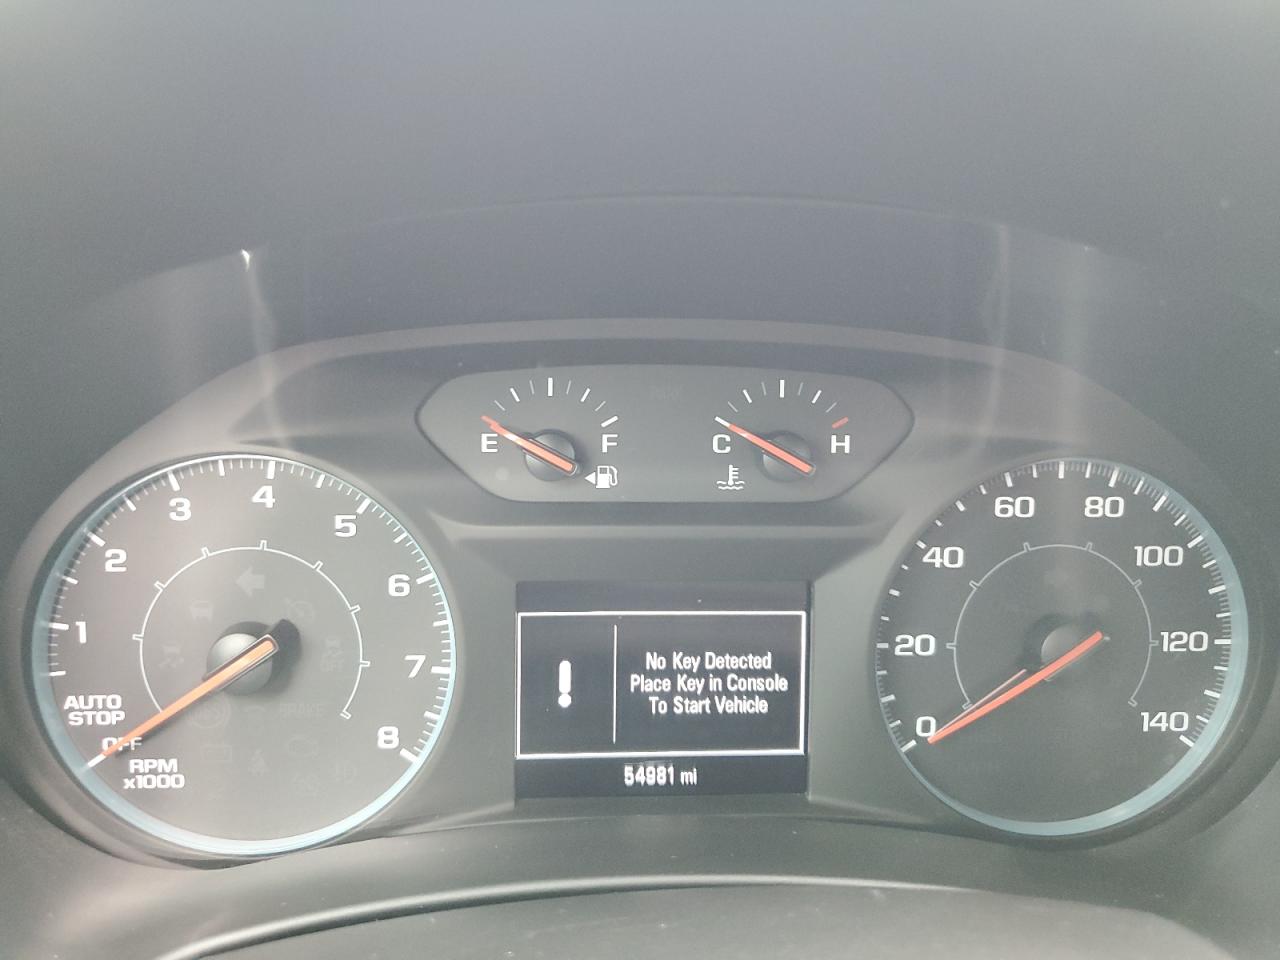 E F
C H
1
2
3
4
5
6
7
8
AUTO
STOP
OFF
RPM
x1000
No Key Detected
Place Key in Console
To Start Vehicle
54981 mi
0
20
40
60
80
100
120
140
BRAKE